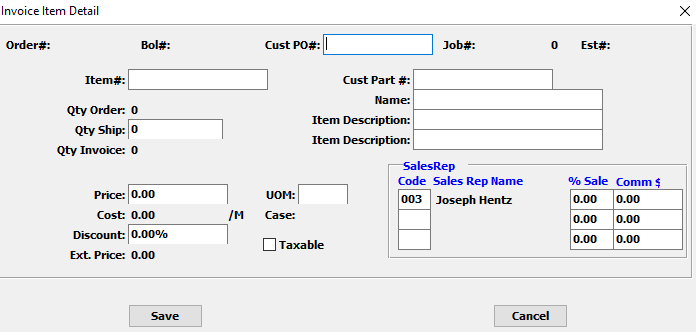 Invoice Item Detail
Order#: Bol#: Cust PO#: Job#: 0 Est#:
Item#: Cust Part #:
Name:
Qty Order: 0
Item Description:
Qty Ship: 0
Item Description:
Qty Invoice: 0
SalesRep
Code Sales Rep Name % Sale Comm $
Price: 0.00 UOM: 003 Joseph Hentz 0.00 0.00
Cost: 0.00 /M Case: 0.00 0.00
Discount: 0.00% 0.00 0.00
Taxable
Ext. Price: 0.00
Save Cancel